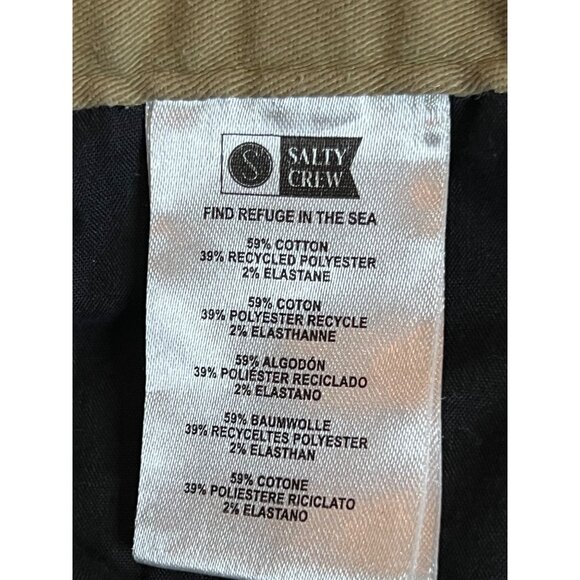 S
SALTY
CREW
FIND REFUGE IN THE SEA
59% COTTON
39% RECYCLED POLYESTER
2% ELASTANE
59% COTON
39% POLYESTER RECYCLE
2% ELASTHANNE
59% ALGODÓN
39% POLIÉSTER RECICLADO
2% ELASTANO
59% BAUMWOLLE
39% RECYCELTES POLYESTER
2% ELASTHAN
59% COTONE
39% POLIESTERE RICICLATO
2% ELASTANO